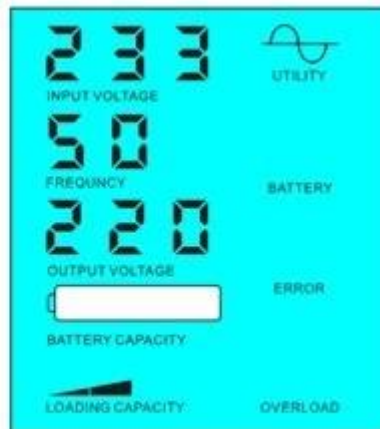 233
UTILITY
INPUT VOLTAGE
50
FREQUNCY
BATTERY
220
OUTPUT VOLTAGE
ERROR
BATTERY CAPACITY
LOADING CAPACITY
OVERLOAD